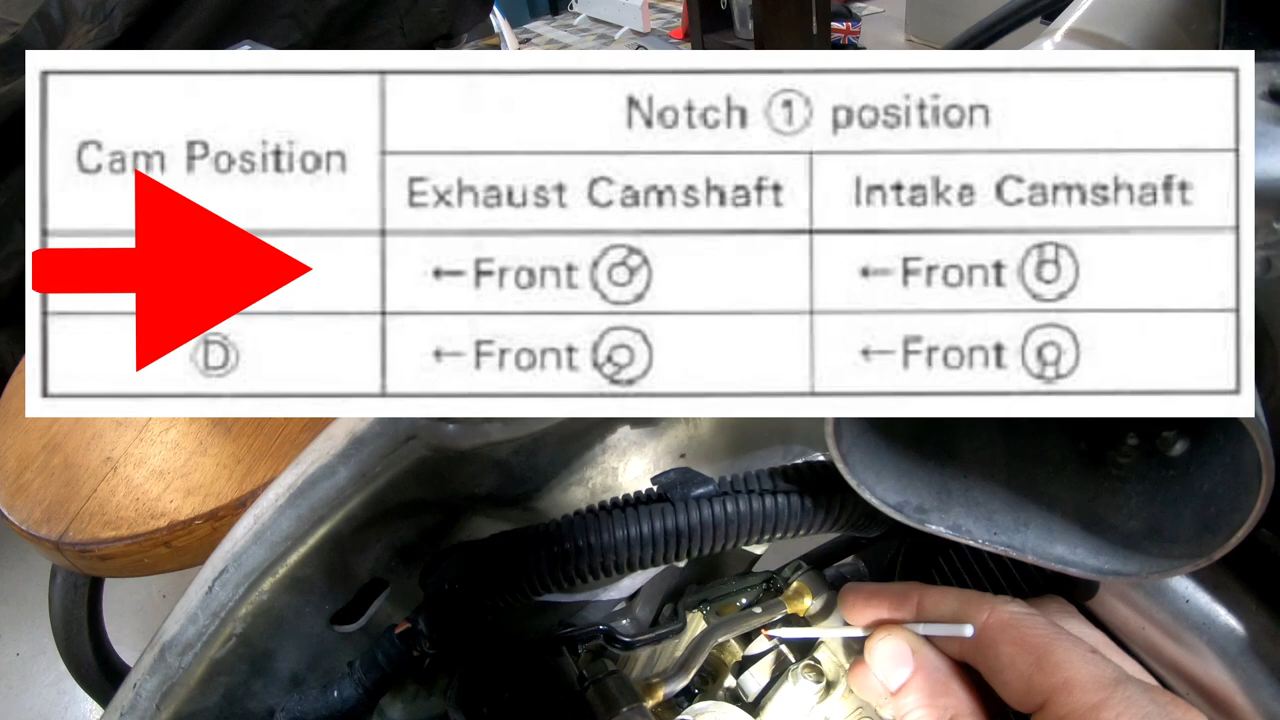 Notch ① position
Cam Position
Exhaust Camshaft
Intake Camshaft
←Front
←Front
Ⓓ
←Front
←Front